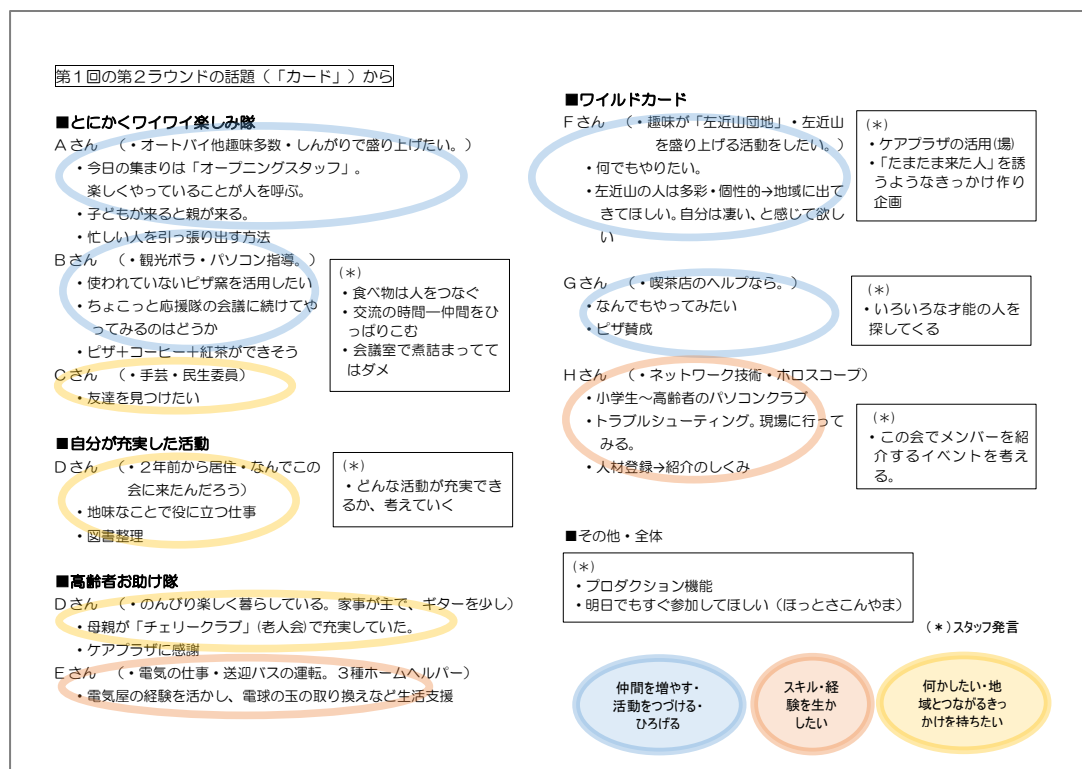 第1回の第2ラウンドの話題(「カード」)から
■とにかくワイワイ楽しみ隊
Aさん (・オートバイ他趣味多数・しんがりで盛り上げたい。)
・今日の集まりは「オープニングスタッフ」。
楽しくやっていることが人を呼ぶ。
・子どもが来ると親が来る。
・忙しい人を引っ張り出す方法
Bさん (・観光ボラ・パソコン指導。)
・使われていないピザ窯を活用したい
・ちょこっと応援隊の会議に続けてや
ってみるのはどうか
・ピザ+コーヒー+紅茶ができそう
Cさん (・手芸・民生委員)
・友達を見つけたい
(*)
・食べ物は人をつなぐ
・交流の時間―仲間をひ
っぱりこむ
・会議室で煮詰まってて
はダメ
■自分が充実した活動
Dさん (・2年前から居住・なんでこの
会に来たんだろう)
・地味なことで役に立つ仕事
・図書整理
(*)
・どんな活動が充実でき
るか、考えていく
■高齢者お助け隊
Dさん (・のんびり楽しく暮らしている。家事が主で、ギターを少し)
・母親が「チェリークラブ」(老人会)で充実していた。
・ケアプラザに感謝
Eさん (・電気の仕事・送迎バスの運転。3種ホームヘルパー)
・電気屋の経験を活かし、電球の玉の取り換えなど生活支援
■ワイルドカード
Fさん (・趣味が「左近山団地」・左近山
を盛り上げる活動をしたい。)
・何でもやりたい。
・左近山の人は多彩・個性的→地域に出て
きてほしい。自分は凄い、と感じて欲し
い
(*)
・ケアプラザの活用(場)
・「たまたま来た人」を誘
うようなきっかけ作り
企画
Gさん (・喫茶店のヘルプなら。)
・なんでもやってみたい
・ピザ賛成
(*)
・いろいろな才能の人を
探してくる
Hさん (・ネットワーク技術・ホロスコープ)
・小学生~高齢者のパソコンクラブ
・トラブルシューティング。現場に行って
みる。
・人材登録→紹介のしくみ
(*)
・この会でメンバーを紹
介するイベントを考え
る。
■その他・全体
(*)
・プロダクション機能
・明日でもすぐ参加してほしい(ほっとさこんやま)
(*)スタッフ発言
仲間を増やす・
活動をつづける・
ひろげる
スキル・経
験を生か
したい
何かしたい・地
域とつながるきっ
かけを持ちたい